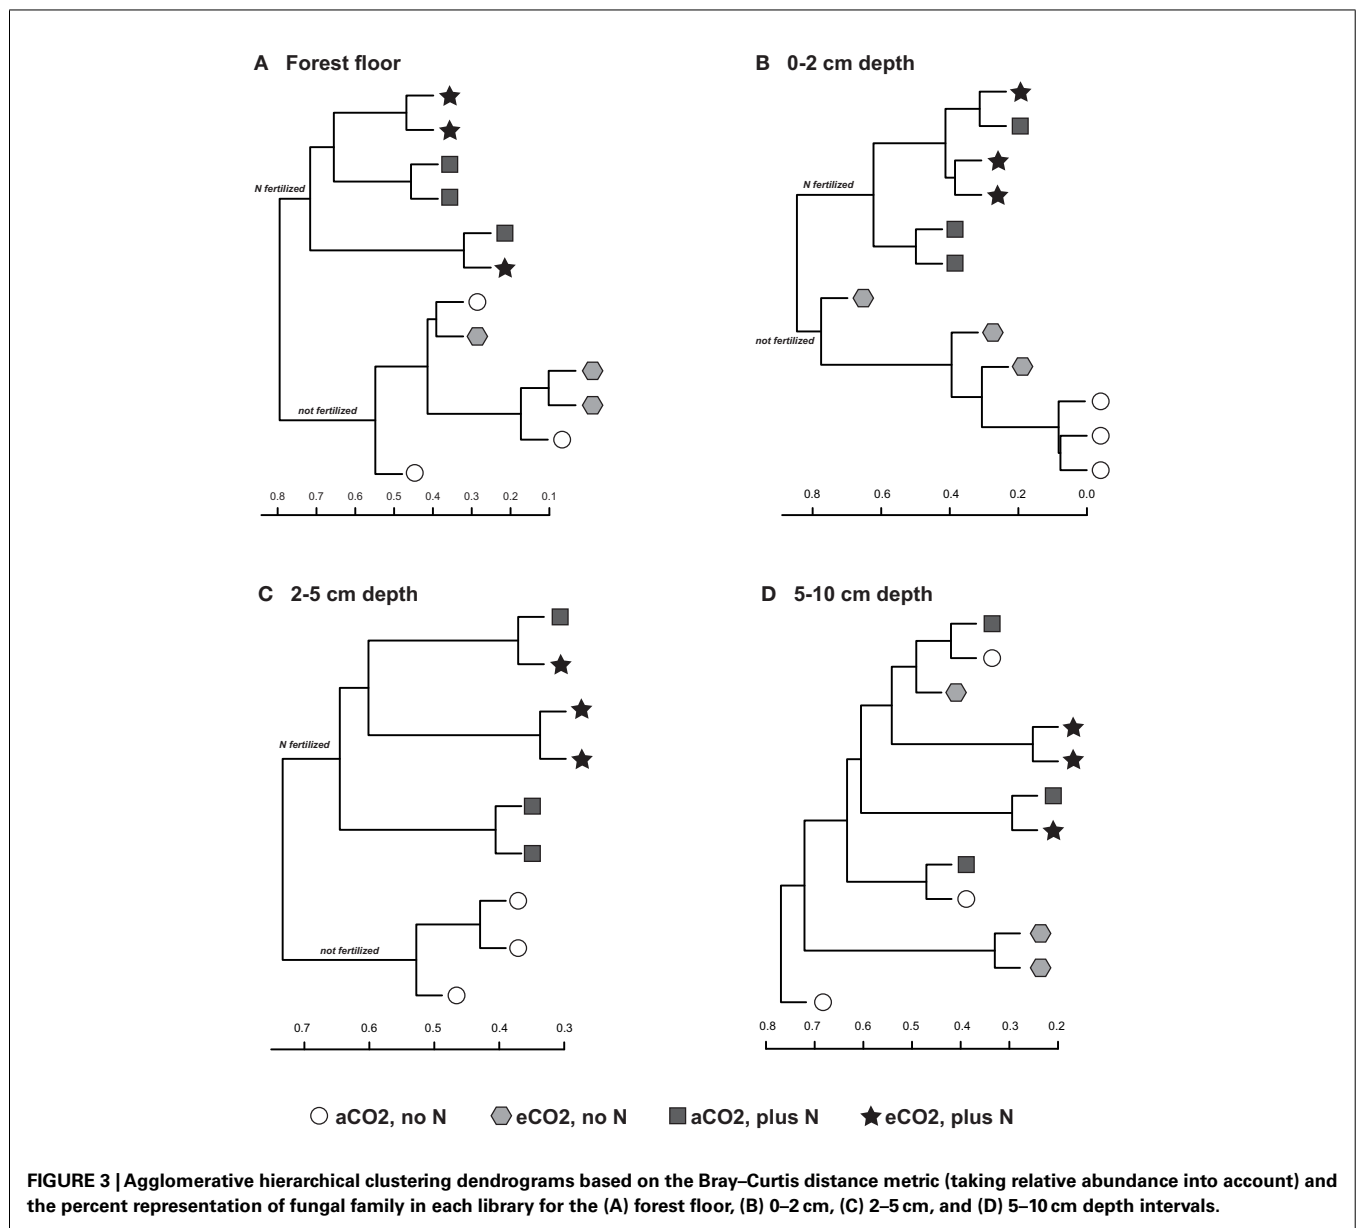 A Forest floor
N fertilized
not fertilized
0.8 0.7 0.6 0.5 0.4 0.3 0.2 0.1
B 0-2 cm depth
N fertilized
not fertilized
0.8 0.6 0.4 0.2 0.0
C 2-5 cm depth
N fertilized
not fertilized
0.7 0.6 0.5 0.4 0.3
D 5-10 cm depth
0.8 0.7 0.6 0.5 0.4 0.3 0.2
aCO2, no N eCO2, no N aCO2, plus N eCO2, plus N
FIGURE 3 | Agglomerative hierarchical clustering dendrograms based on the Bray–Curtis distance metric (taking relative abundance into account) and
the percent representation of fungal family in each library for the (A) forest floor, (B) 0–2 cm, (C) 2–5 cm, and (D) 5–10 cm depth intervals.